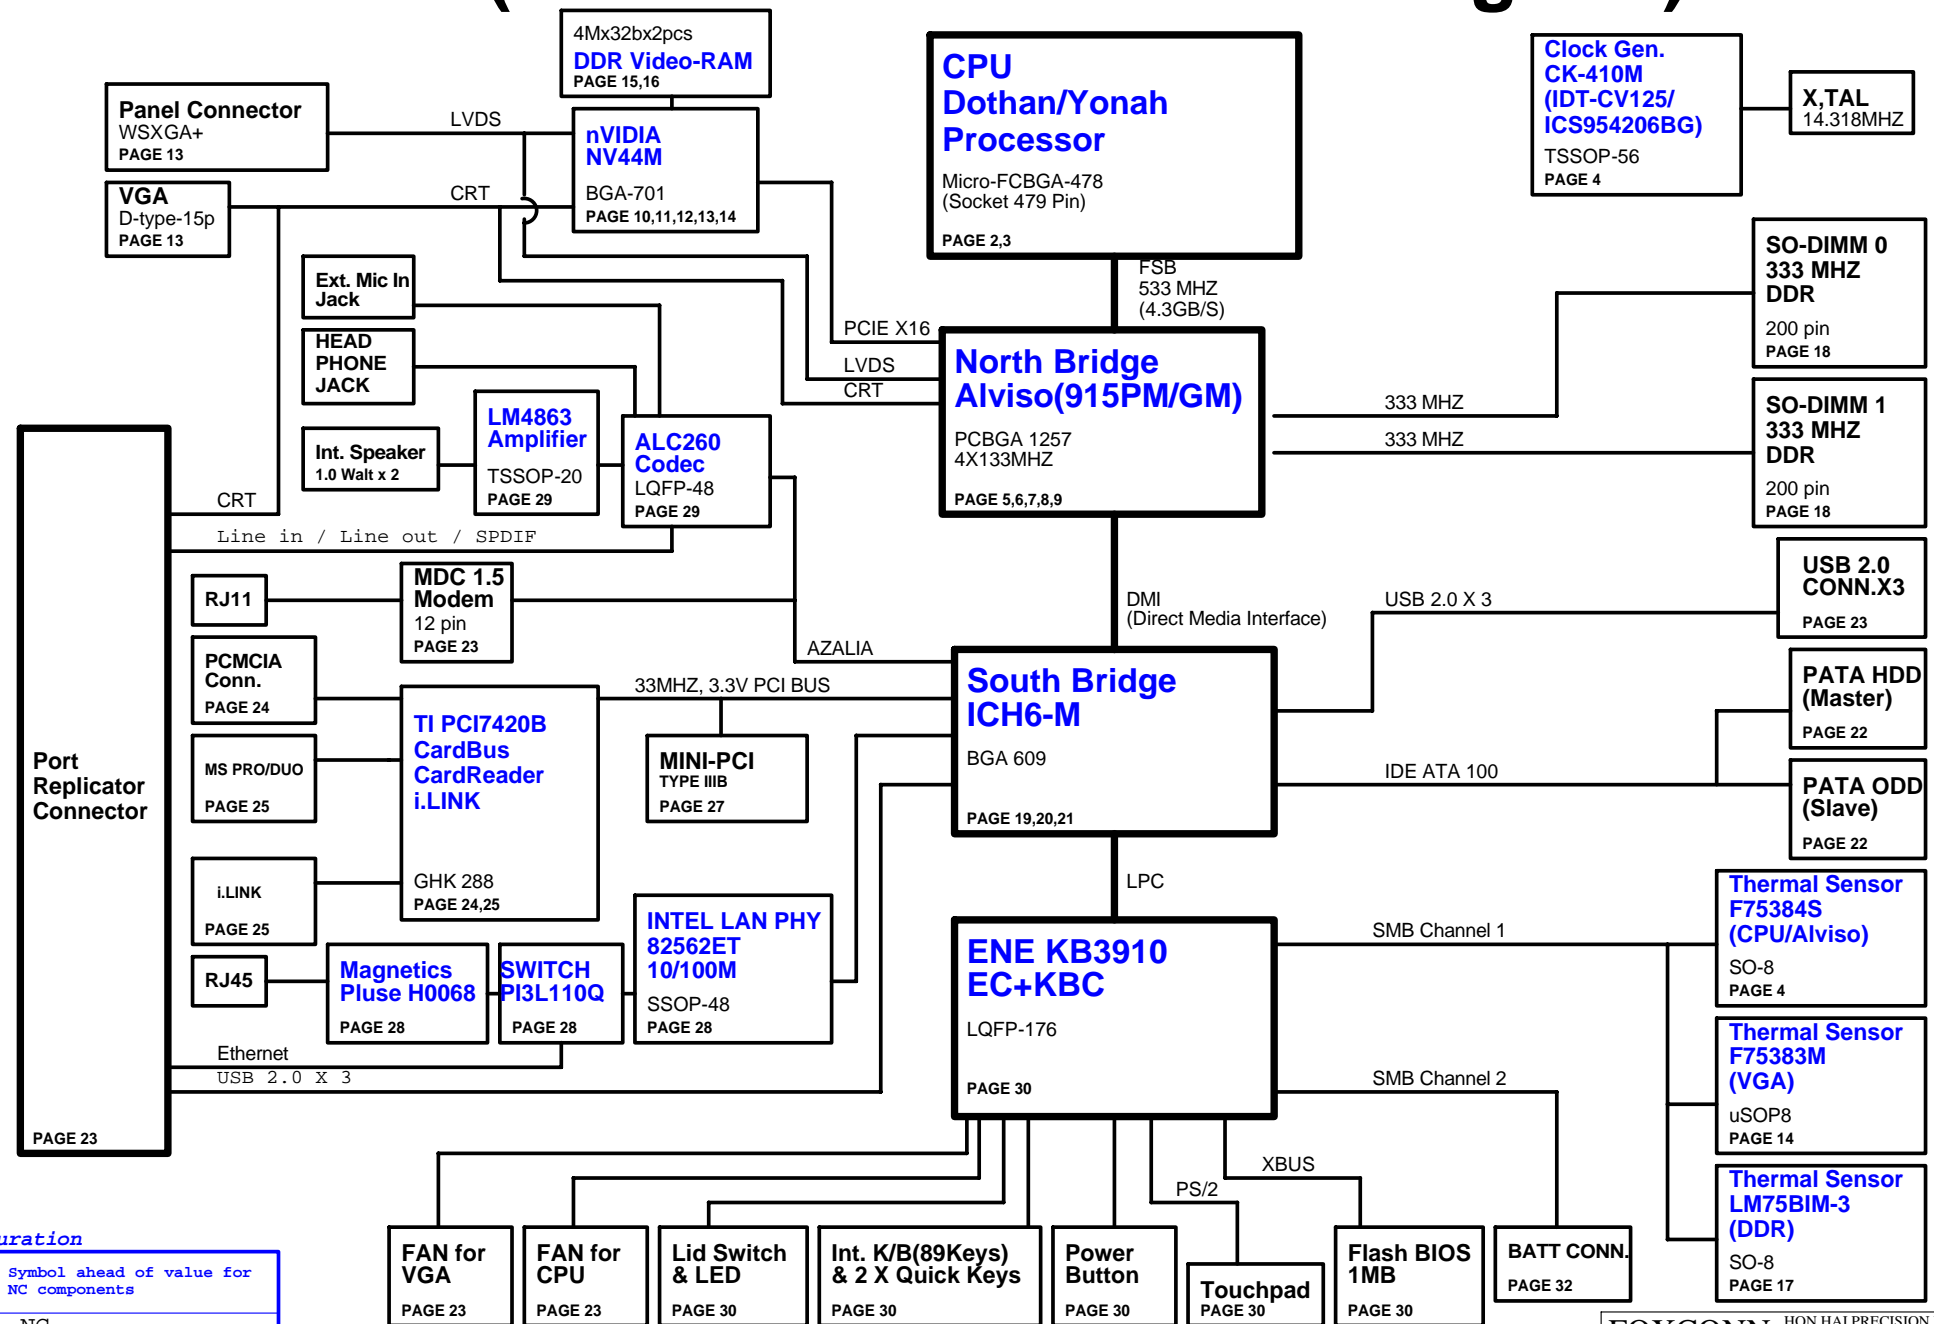 4Mx32bx2pcs
DDR Video-RAM
PAGE 15,16
Panel Connector
WSXGA+
PAGE 13
LVDS
nVIDIA
NV44M
BGA-701
PAGE 10,11,12,13,14
VGA
D-type-15p
PAGE 13
CRT
CPU
Dothan/Yonah
Processor
Micro-FCBGA-478
(Socket 479 Pin)
PAGE 2,3
Clock Gen.
CK-410M
(IDT-CV125/
ICS954206BG)
TSSOP-56
PAGE 4
X,TAL
14.318MHZ
FSB
533 MHZ
(4.3GB/S)
SO-DIMM 0
333 MHZ
DDR
200 pin
PAGE 18
Ext. Mic In
Jack
HEAD
PHONE
JACK
PCIE X16
LVDS
CRT
North Bridge
Alviso(915PM/GM)
PCBGA 1257
4X133MHZ
PAGE 5,6,7,8,9
333 MHZ
333 MHZ
SO-DIMM 1
333 MHZ
DDR
200 pin
PAGE 18
LM4863
Amplifier
TSSOP-20
PAGE 29
Int. Speaker
1.0 Walt x 2
ALC260
Codec
LQFP-48
PAGE 29
CRT
Line in / Line out / SPDIF
RJ11
MDC 1.5
Modem
12 pin
PAGE 23
AZALIA
DMI
(Direct Media Interface)
USB 2.0 X 3
USB 2.0
CONN.X3
PAGE 23
PCMCIA
Conn.
PAGE 24
33MHZ, 3.3V PCI BUS
TI PCI7420B
CardBus
CardReader
i.LINK
GHK 288
PAGE 24,25
MINI-PCI
TYPE IIIB
PAGE 27
South Bridge
ICH6-M
BGA 609
PAGE 19,20,21
IDE ATA 100
PATA HDD
(Master)
PAGE 22
PATA ODD
(Slave)
PAGE 22
Port
Replicator
Connector
PAGE 23
MS PRO/DUO
PAGE 25
i.LINK
PAGE 25
LPC
RJ45
Magnetics
Pluse H0068
PAGE 28
SWITCH
PI3L110Q
PAGE 28
INTEL LAN PHY
82562ET
10/100M
SSOP-48
PAGE 28
Ethernet
USB 2.0 X 3
ENE KB3910
EC+KBC
LQFP-176
PAGE 30
SMB Channel 1
SMB Channel 2
Thermal Sensor
F75384S
(CPU/Alviso)
SO-8
PAGE 4
Thermal Sensor
F75383M
(VGA)
uSOP8
PAGE 14
Thermal Sensor
LM75BIM-3
(DDR)
SO-8
PAGE 17
XBUS
PS/2
FAN for
VGA
PAGE 23
FAN for
CPU
PAGE 23
Lid Switch
& LED
PAGE 30
Int. K/B(89Keys)
& 2 X Quick Keys
PAGE 30
Power
Button
PAGE 30
Touchpad
PAGE 30
Flash BIOS
1MB
PAGE 30
BATT CONN.
PAGE 32
uration
Symbol ahead of value for
NC components
NC
FOXCONN
HON HAI PRECISION